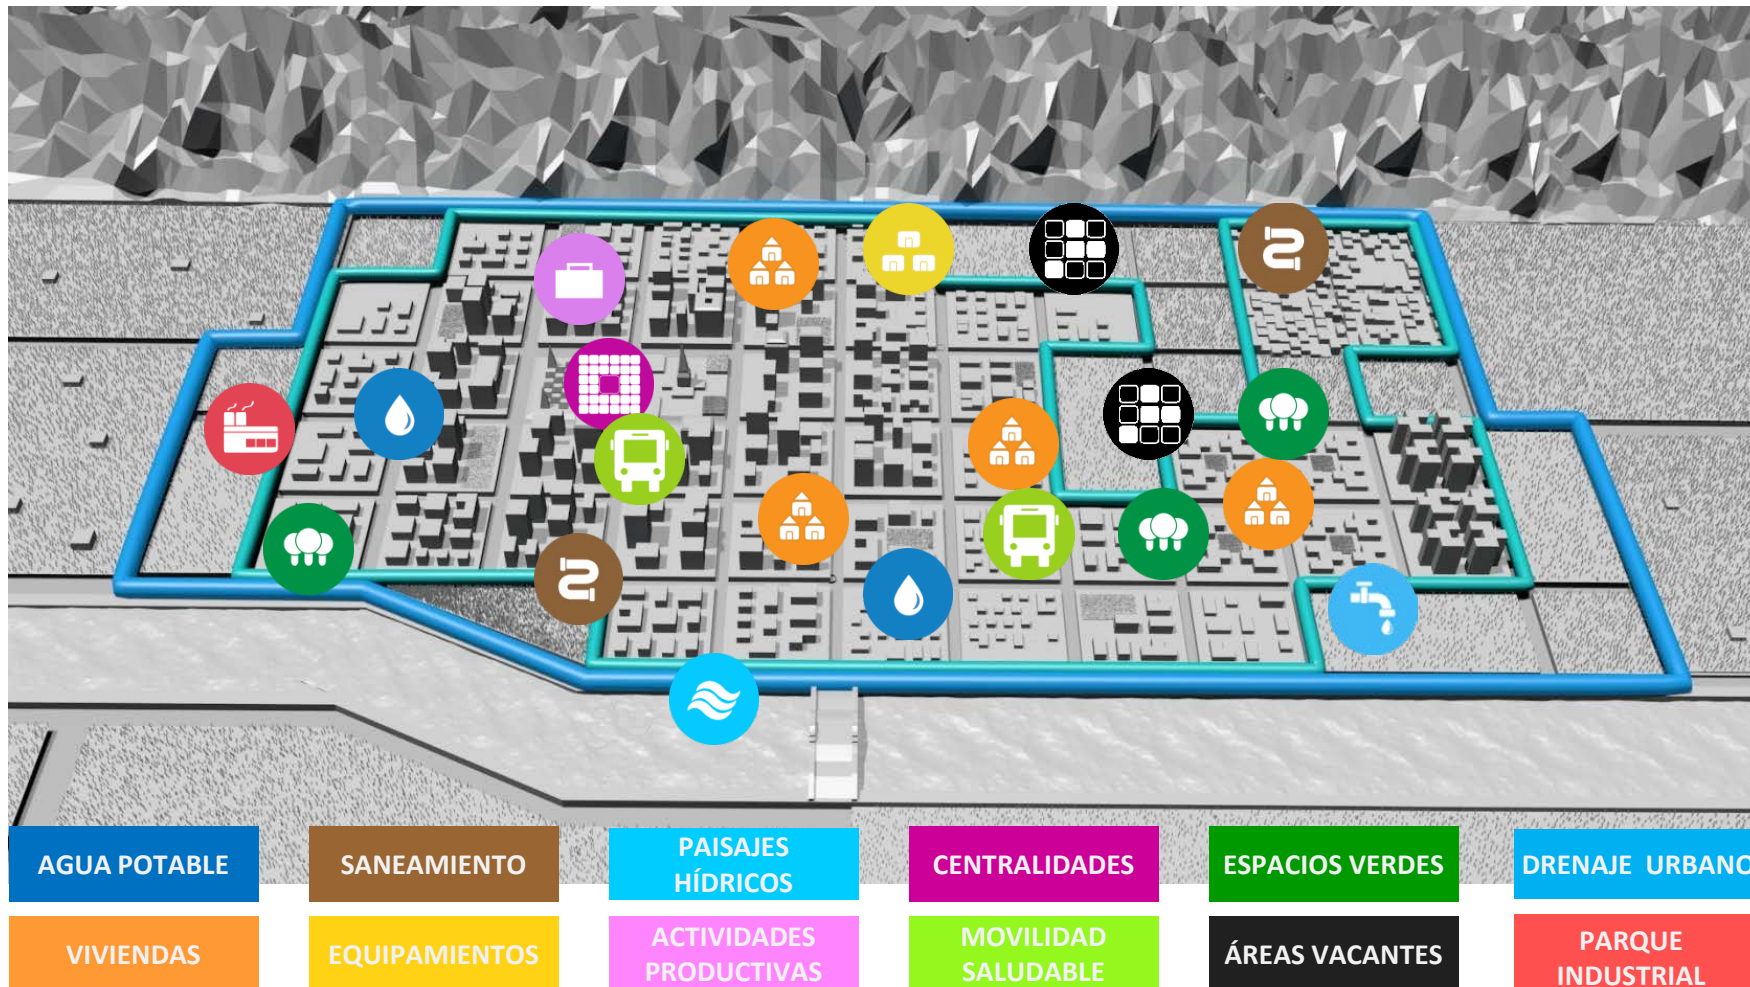 AGUA POTABLE
SANEAMIENTO
PAISAJES
HÍDRICOS
CENTRALIDADES
ESPACIOS VERDES
DRENAJE URBANO
VIVIENDAS
EQUIPAMIENTOS
ACTIVIDADES
PRODUCTIVAS
MOVILIDAD
SALUDABLE
ÁREAS VACANTES
PARQUE
INDUSTRIAL